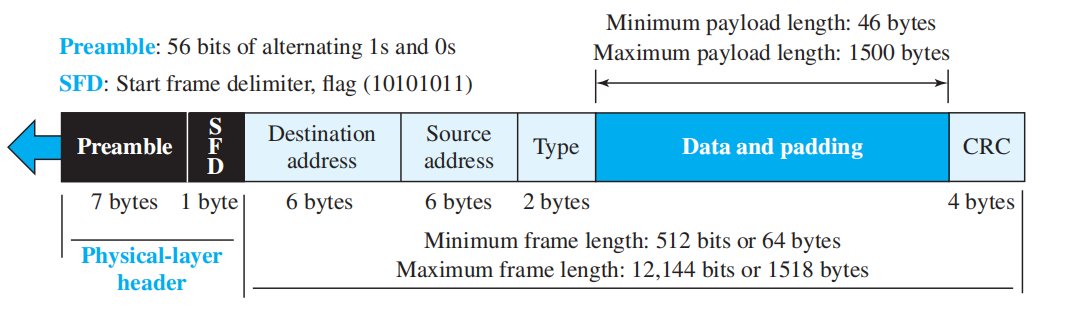 Minimum payload length: 46 bytes
Preamble: 56 bits of alternating 1s and 0s
Maximum payload length: 1500 bytes
SFD: Start frame delimiter, flag (10101011)
Preamble
S
F
D
Destination
address
Source
address
Type
Data and padding
CRC
7 bytes
1 byte
6 bytes
6 bytes
2 bytes
4 bytes
Physical-layer
header
Minimum frame length: 512 bits or 64 bytes
Maximum frame length: 12,144 bits or 1518 bytes